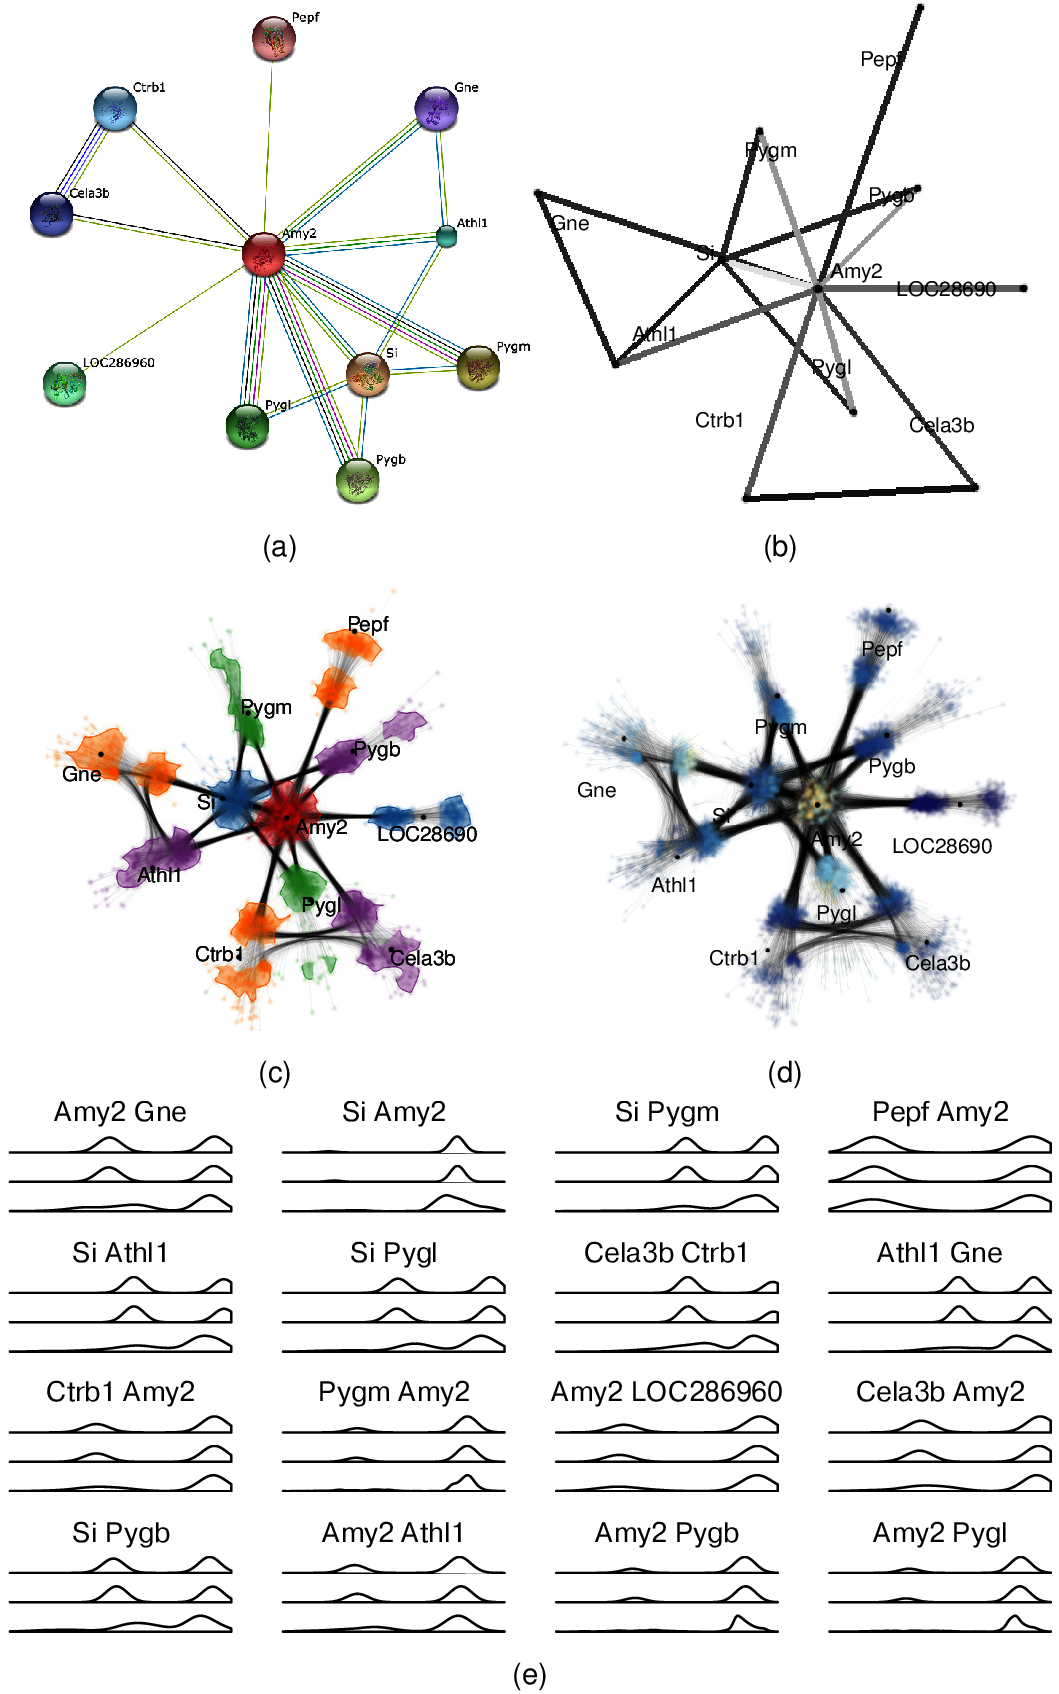 Pepf
Ctrb1
Gne
Cela3b
Athl1
Amy2
LOC286960
Si
Pygm
Pygl
Pygb
(a)
Pepf
Pygm
Pygb
Gne
Si
Amy2
LOC28690
Athl1
Pygl
Ctrb1
Cela3b
(b)
Pepf
Pygm
Pygb
Gne
Si
Amy2
LOC28690
Athl1
Pygl
Ctrb1
Cela3b
(c)
Pepf
Pygm
Pygb
Gne
Si
Amy2
LOC28690
Athl1
Pygl
Ctrb1
Cela3b
(d)
Amy2 Gne
Si Amy2
Si Pygm
Pepf Amy2
Si Athl1
Si Pygl
Cela3b Ctrb1
Athl1 Gne
Ctrb1 Amy2
Pygm Amy2
Amy2 LOC286960
Cela3b Amy2
Si Pygb
Amy2 Athl1
Amy2 Pygb
Amy2 Pygl
(e)